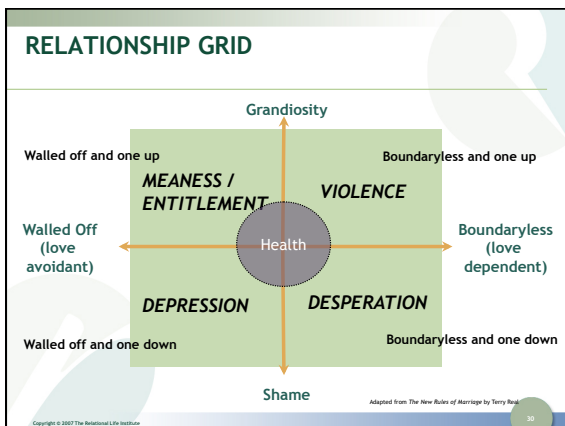 RELATIONSHIP GRID
Grandiosity
Walled off and one up
Boundaryless and one up
MEANESS /
ENTITLEMENT
VIOLENCE
Walled Off
(love
avoidant)
Health
Boundaryless
(love
dependent)
DEPRESSION
DESPERATION
Walled off and one down
Boundaryless and one down
Shame
Adapted from The New Rules of Marriage by Terry Real
Copyright © 2007 The Relational Life Institute
30